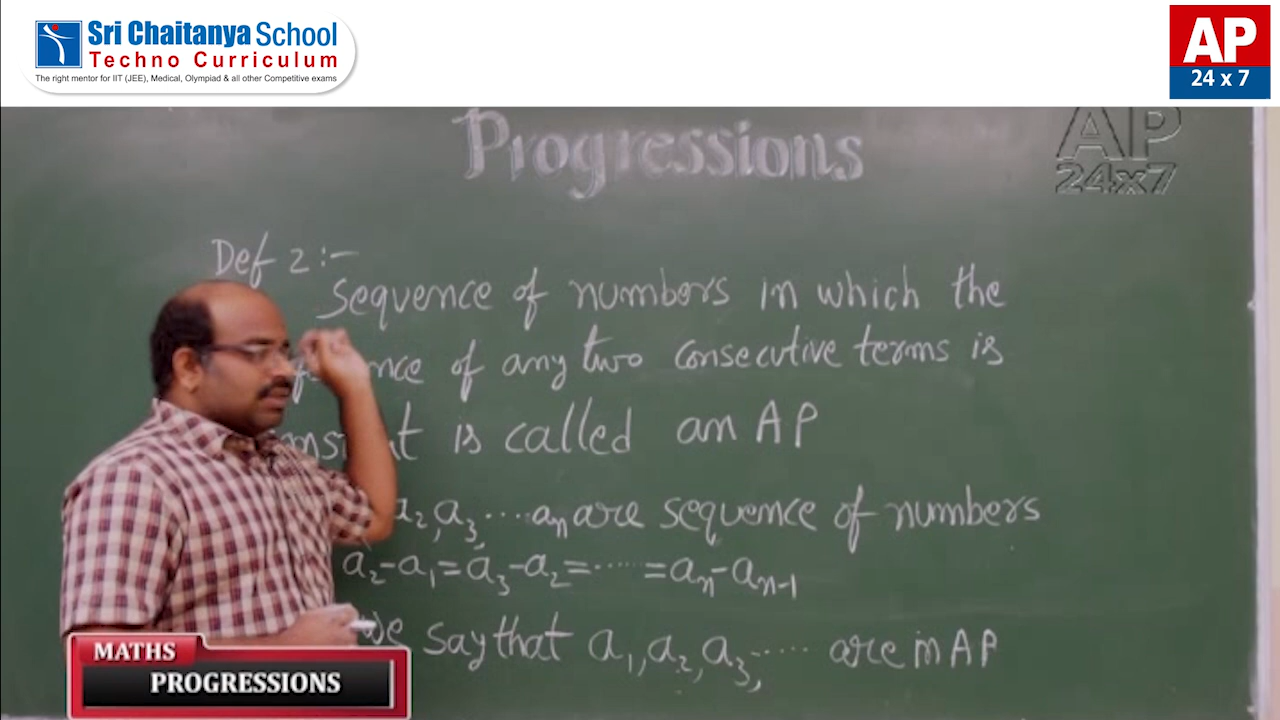 Sri Chaitanya School
Techno Curriculum
The right mentor for IIT (JEE), Medical, Olympiad & all other Competitive exams
AP
24 x 7
Progressions
AP
24x7
Def 2 :-
Sequence of numbers in which the
of any two consecutive terms is
is called an AP
a2, a3, ..... an are sequence of numbers
a2-a1=a3-a2=......=an-an-1
we say that a1, a2, a3, ..... are in AP
MATHS
PROGRESSIONS